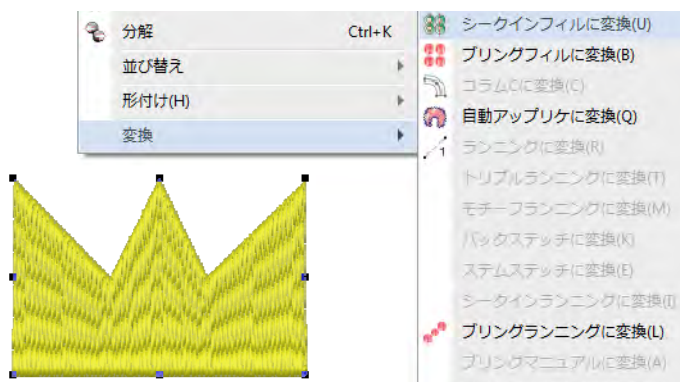 分解 Ctrl+K
並び替え
形付け(H)
変換
シークインフィルに変換(U)
ブリングフィルに変換(B)
コラムCに変換(C)
自動アップリケに変換(Q)
ランニングに変換(R)
トリプルランニングに変換(T)
モチーフランニングに変換(M)
バックステッチに変換(K)
ステムステッチに変換(E)
シークインランニングに変換(I)
ブリングランニングに変換(L)
ブリングマニュアルに変換(A)